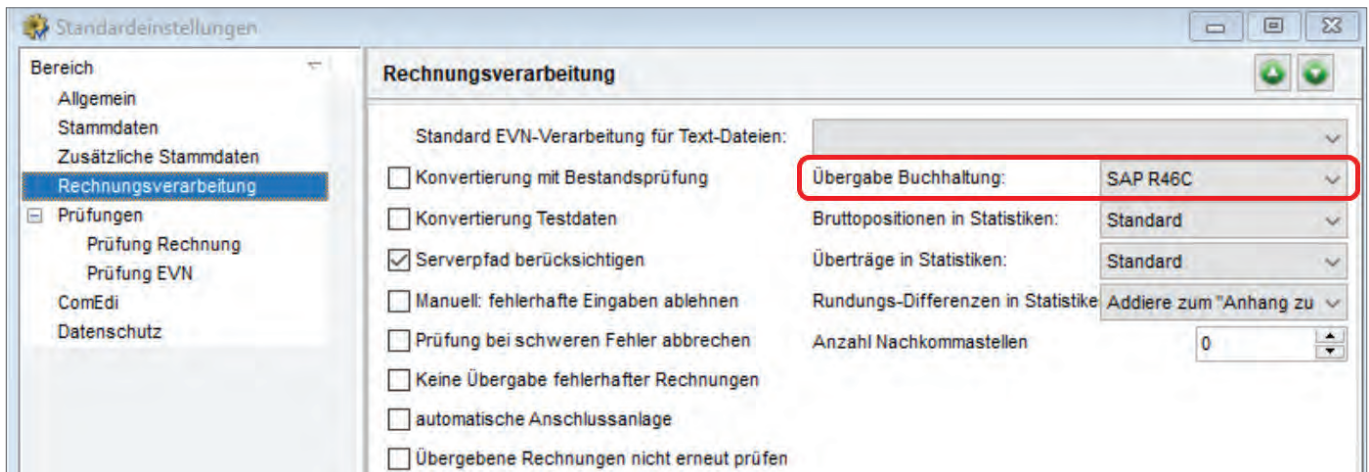 Standardeinstellungen
Bereich
Allgemein
Stammdaten
Zusätzliche Stammdaten
Rechnungsverarbeitung
Prüfungen
Prüfung Rechnung
Prüfung EVN
ComEdi
Datenschutz
Rechnungsverarbeitung
Standard EVN-Verarbeitung für Text-Dateien:
Konvertierung mit Bestandsprüfung
Übergabe Buchhaltung: SAP R46C
Konvertierung Testdaten
Bruttopositionen in Statistiken: Standard
Serverpfad berücksichtigen
Überträge in Statistiken: Standard
Manuell: fehlerhafte Eingaben ablehnen
Rundungs-Differenzen in Statistike Addiere zum "Anhang zu
Prüfung bei schweren Fehler abbrechen
Anzahl Nachkommastellen 0
Keine Übergabe fehlerhafter Rechnungen
automatische Anschlussanlage
Übergebene Rechnungen nicht erneut prüfen